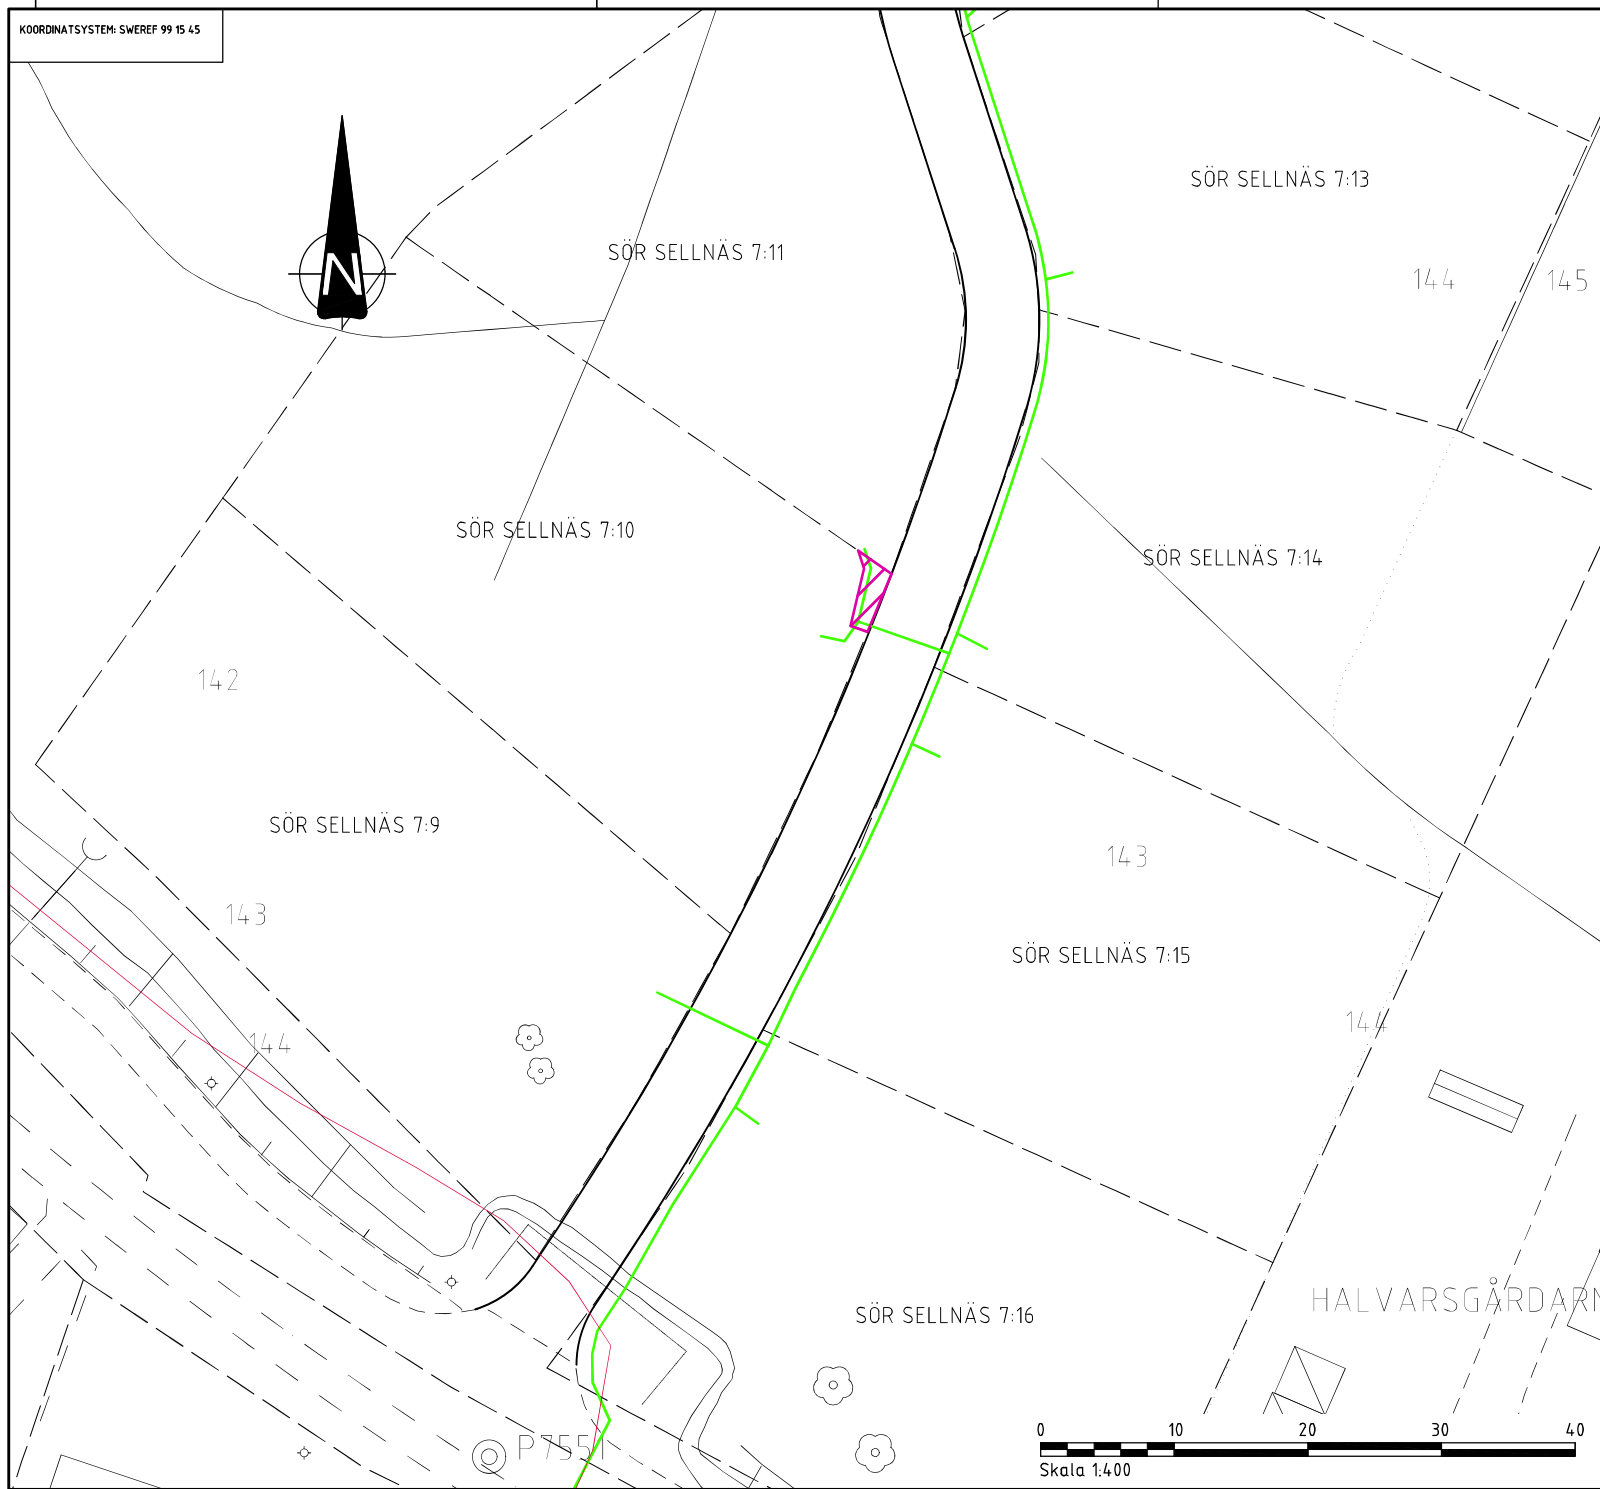 KOORDINATSYSTEM: SWEREF 99 15 45
N
SÖR SELLNÄS 7:13
SÖR SELLNÄS 7:11
144
145
SÖR SELLNÄS 7:10
SÖR SELLNÄS 7:14
142
SÖR SELLNÄS 7:9
143
143
SÖR SELLNÄS 7:15
144
144
HALVARSGÅRDARN
SÖR SELLNÄS 7:16
P7551
0 10 20 30 40
Skala 1:400